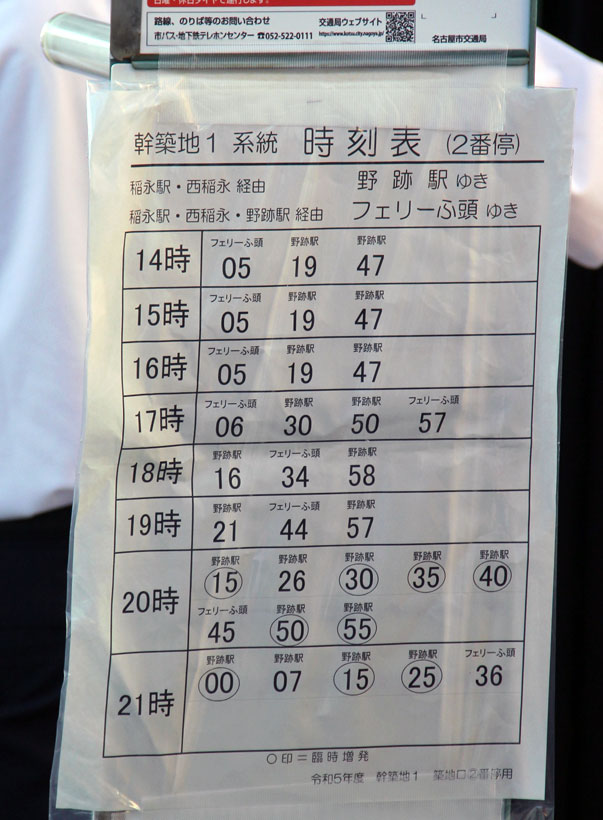 路線、のりば等のお問い合わせ
市バス・地下鉄テレホンセンター ☎052-522-0111
交通局ウェブサイト
https://www.kotsu.city.nagoya.jp/
名古屋市交通局
幹築地1 系統 時刻表 (2番停)
稲永駅・西稲永 経由 野跡駅 ゆき
稲永駅・西稲永・野跡駅 経由 フェリーふ頭 ゆき
フェリーふ頭 野跡駅 野跡駅
14時 05 19 47
フェリーふ頭 野跡駅 野跡駅
15時 05 19 47
フェリーふ頭 野跡駅 野跡駅
16時 05 19 47
フェリーふ頭 野跡駅 野跡駅 フェリーふ頭
17時 06 30 50 57
野跡駅 フェリーふ頭 野跡駅
18時 16 34 58
野跡駅 フェリーふ頭 野跡駅
19時 21 44 57
野跡駅 野跡駅 野跡駅 野跡駅 野跡駅
20時 15 26 30 35 40
フェリーふ頭 野跡駅 野跡駅
45 50 55
野跡駅 野跡駅 野跡駅 野跡駅 フェリーふ頭
21時 00 07 15 25 36
〇印=臨時増発
令和5年度 幹築地1 築地口2番停用